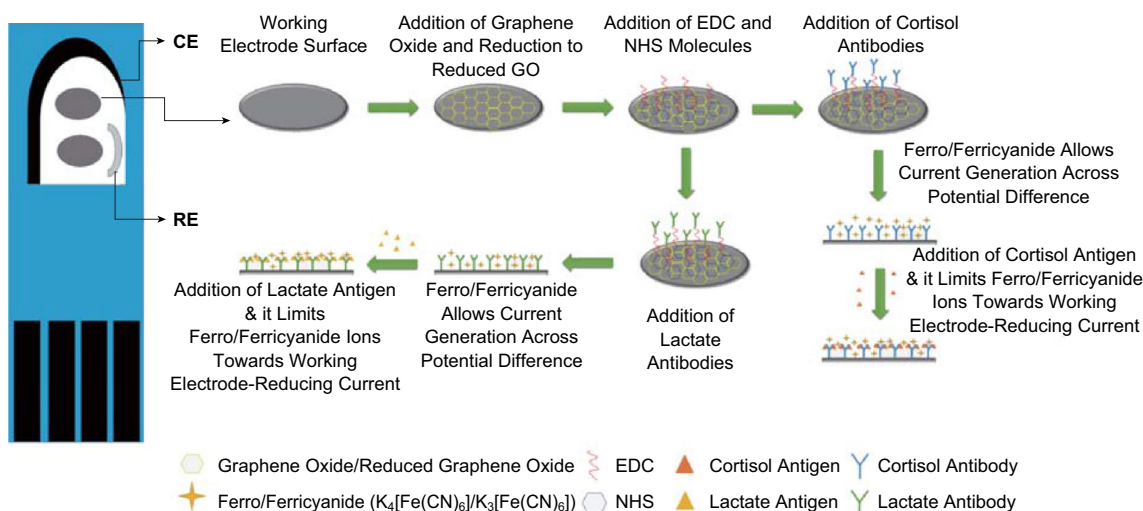 CE
RE
Working
Electrode Surface
Addition of Graphene
Oxide and Reduction to
Reduced GO
Addition of EDC and
NHS Molecules
Addition of Cortisol
Antibodies
Ferro/Ferricyanide Allows
Current Generation Across
Potential Difference
Addition of Cortisol Antigen
& it Limits Ferro/Ferricyanide
Ions Towards Working
Electrode-Reducing Current
Addition of
Lactate
Antibodies
Ferro/Ferricyanide
Allows Current
Generation Across
Potential Difference
Addition of Lactate Antigen
& it Limits
Ferro/Ferricyanide Ions
Towards Working
Electrode-Reducing Current
Graphene Oxide/Reduced Graphene Oxide
EDC
Cortisol Antigen
Cortisol Antibody
Ferro/Ferricyanide (K₄[Fe(CN)₆]/K₃[Fe(CN)₆])
NHS
Lactate Antigen
Lactate Antibody